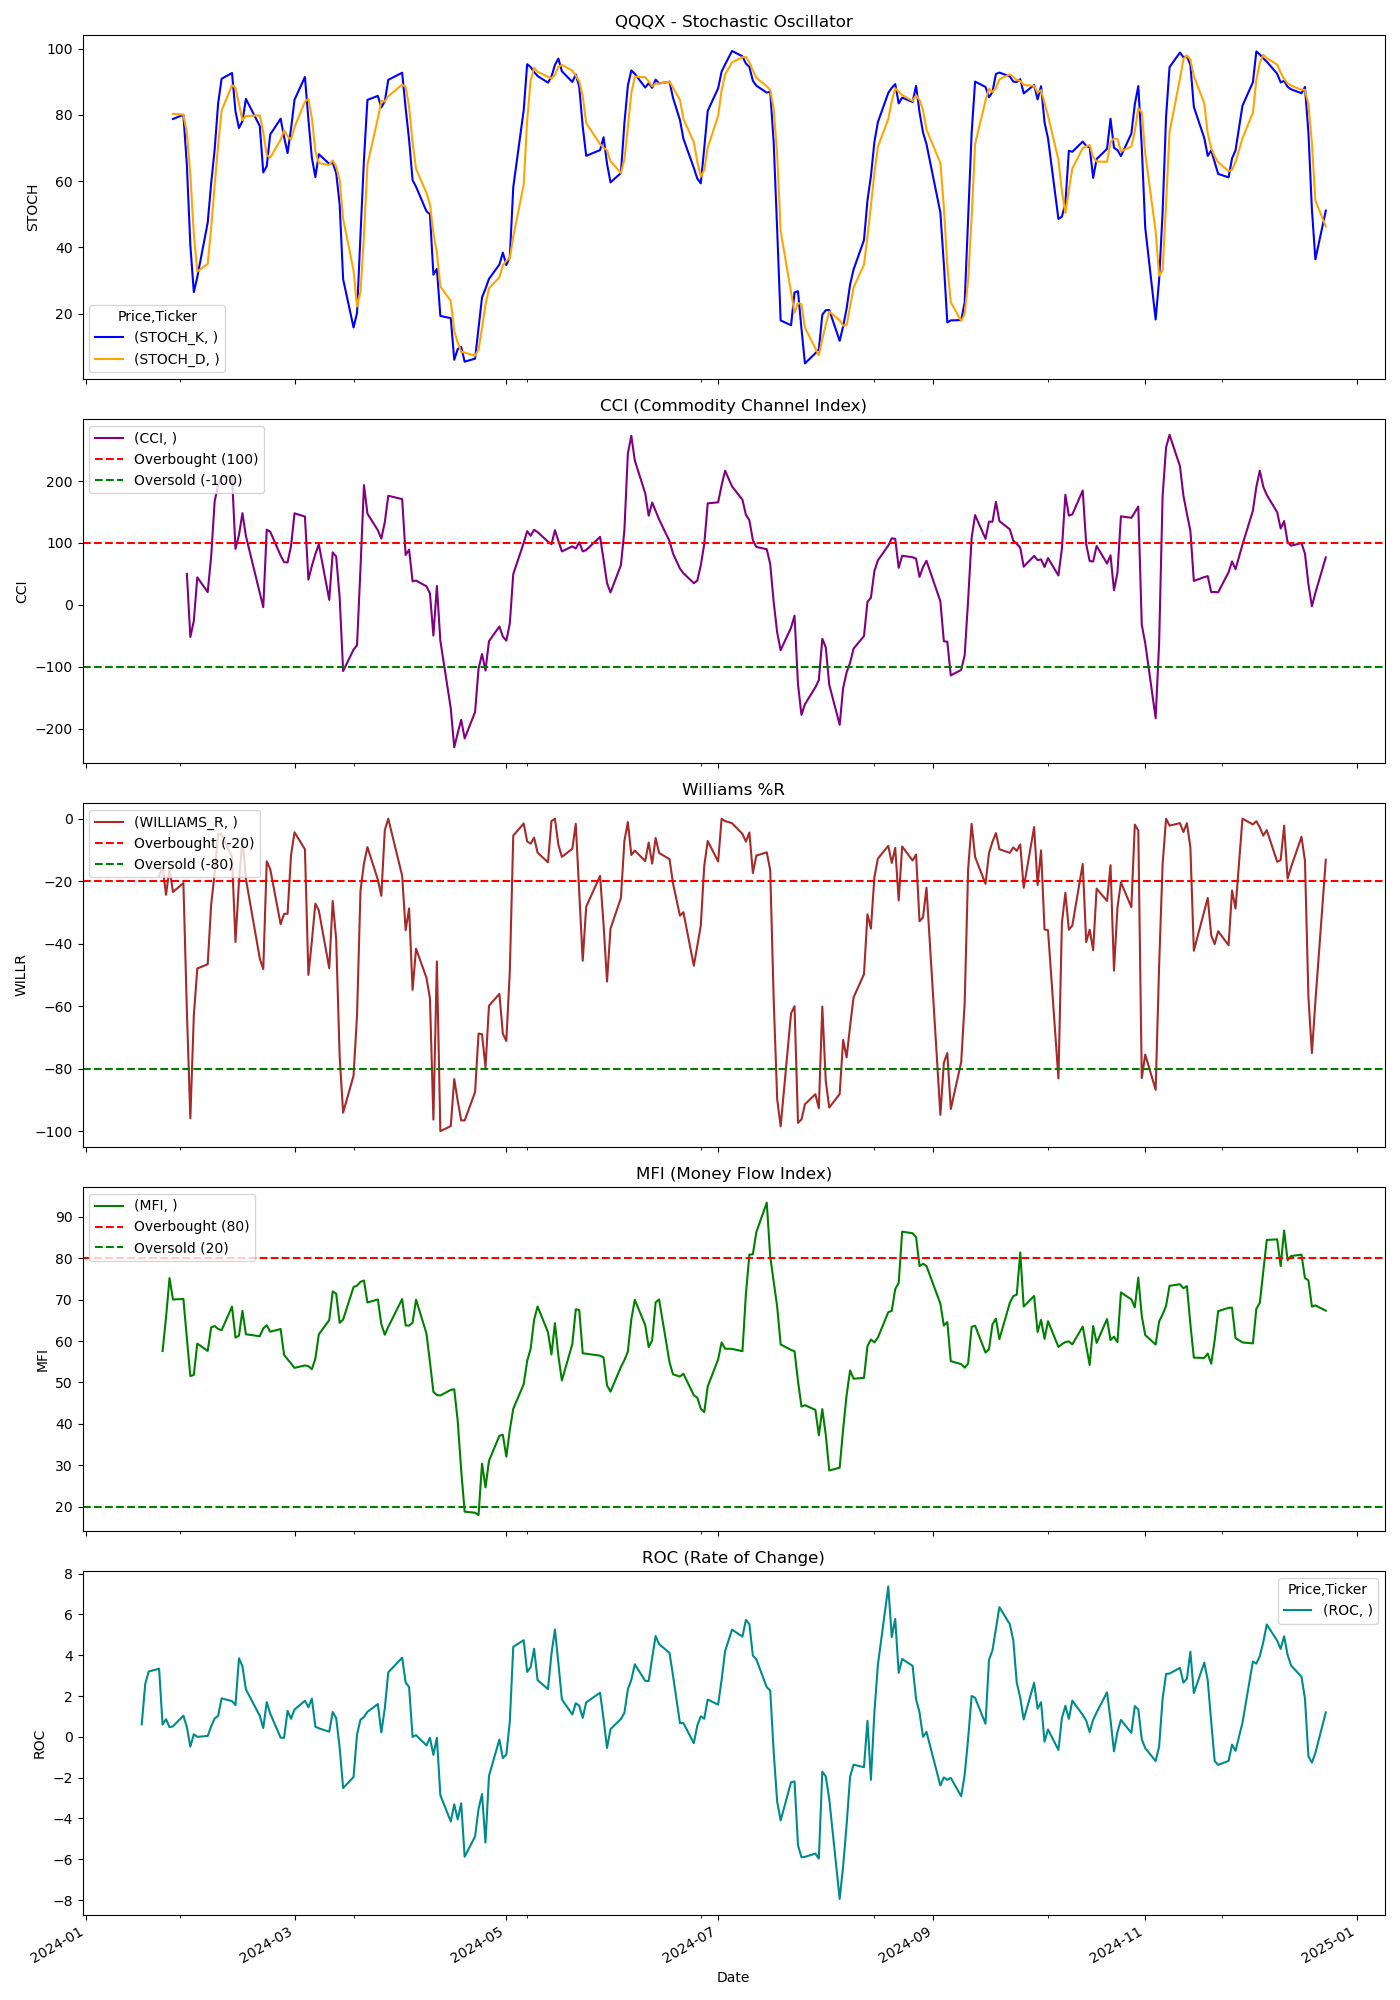 QQQX - Stochastic Oscillator
100
80
60
40
20
STOCH
Price,Ticker
(STOCH_K, )
(STOCH_D, )
CCI (Commodity Channel Index)
200
100
0
−100
−200
CCI
(CCI, )
Overbought (100)
Oversold (-100)
Williams %R
0
−20
−40
−60
−80
−100
WILLR
(WILLIAMS_R, )
Overbought (-20)
Oversold (-80)
MFI (Money Flow Index)
90
80
70
60
50
40
30
20
MFI
(MFI, )
Overbought (80)
Oversold (20)
ROC (Rate of Change)
8
6
4
2
0
−2
−4
−6
−8
ROC
Price,Ticker
(ROC, )
2024-01
2024-03
2024-05
2024-07
2024-09
2024-11
2025-01
Date